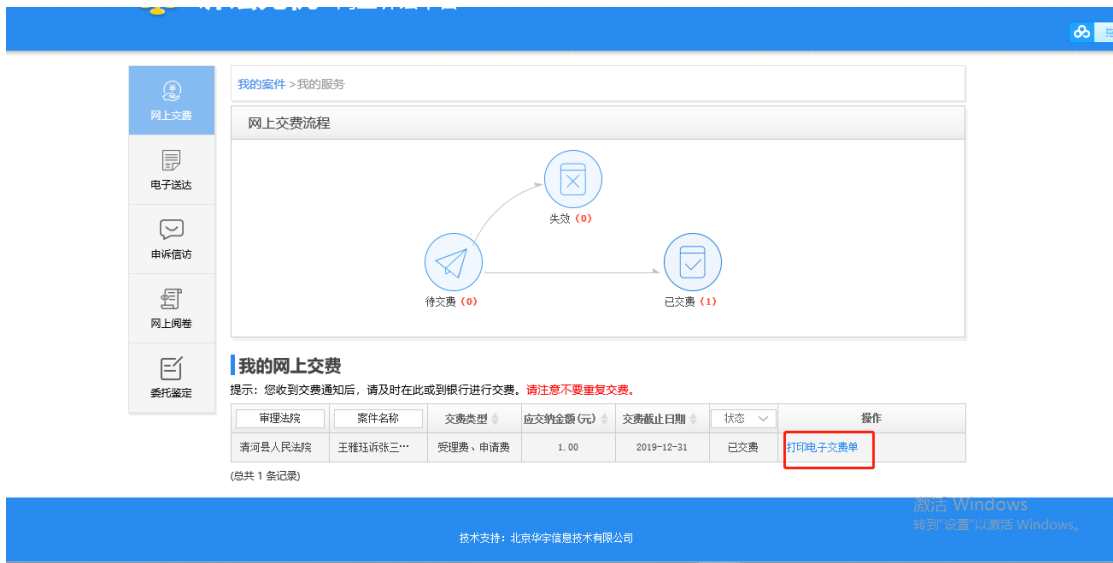 拖
网上交费
电子送达
申诉信访
网上阅卷
委托鉴定
我的案件 >我的服务
网上交费流程
失效 (0)
待交费 (0)
已交费 (1)
我的网上交费
提示：您收到交费通知后，请及时在此或到银行进行交费。请注意不要重复交费。
审理法院 案件名称 交费类型 应交纳金额(元) 交费截止日期 状态 操作
清河县人民法院 王雅珏诉张三… 受理费、申请费 1.00 2019-12-31 已交费 打印电子交费单
(总共 1 条记录)
激活 Windows
转到"设置"以激活 Windows。
技术支持：北京华宇信息技术有限公司